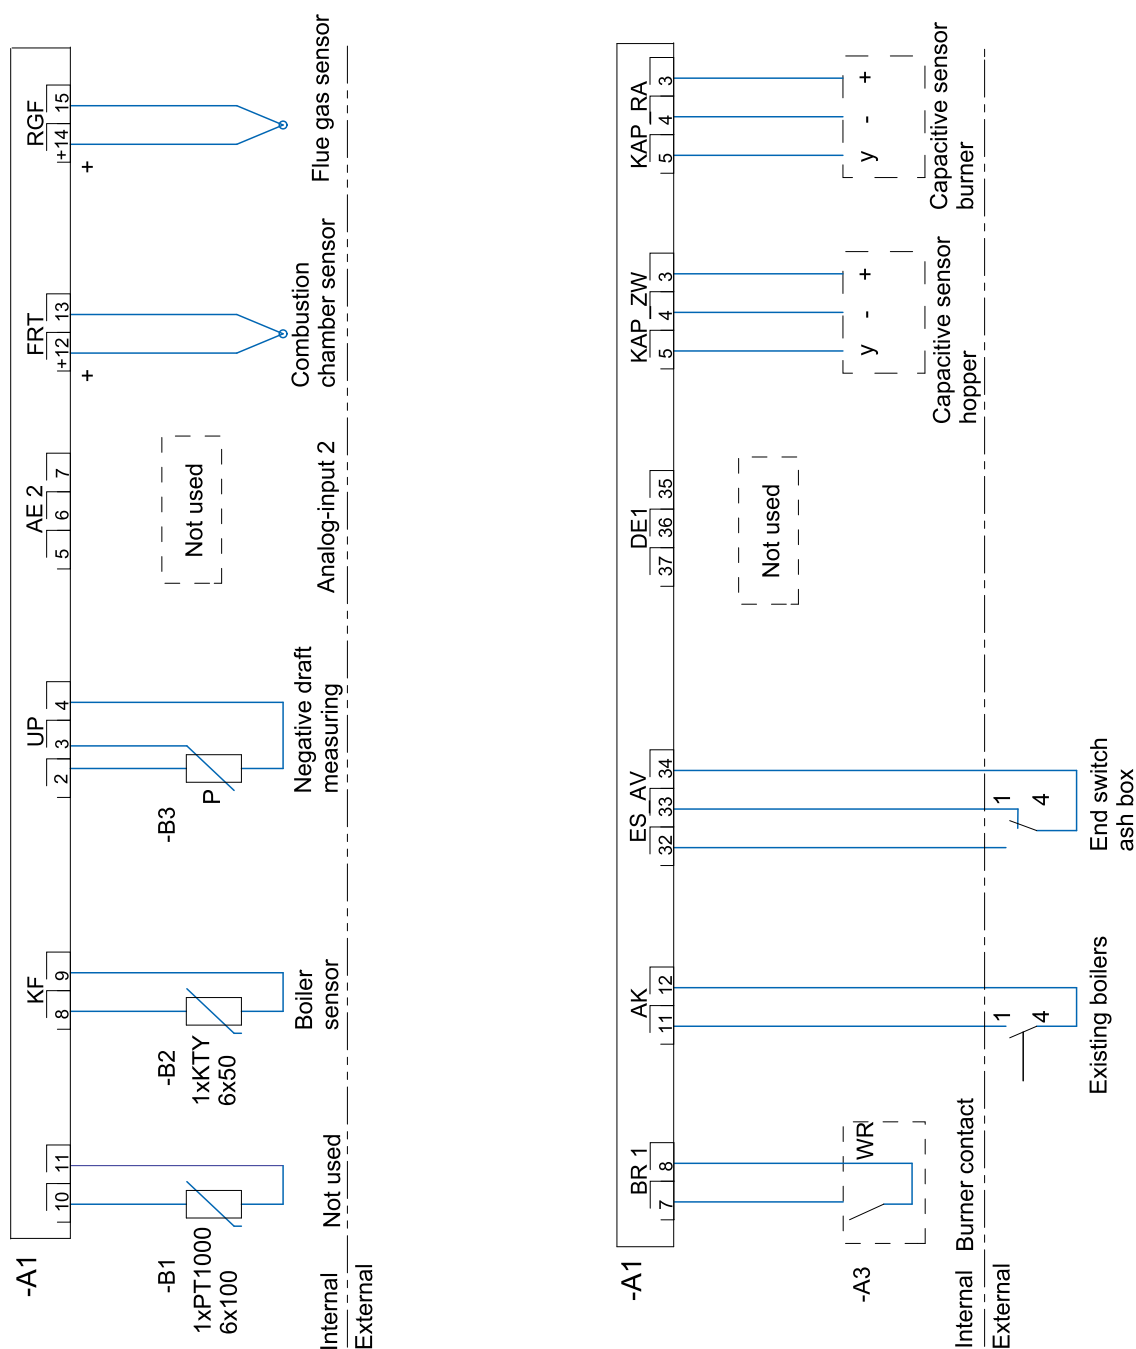 -A1
10
11
-B1
1xPT1000
6x100
Not used
KF
8
9
-B2
1xKTY
6x50
Boiler
sensor
UP
2
3
4
-B3
P
Negative draft
measuring
AE 2
5
6
7
Not used
Analog-input 2
FRT
+12
13
+
Combustion
chamber sensor
RGF
+14
15
+
Flue gas sensor
Internal
External
-A1
BR 1
7
8
WR
-A3
Burner contact
AK
11
12
1
4
Existing boilers
ES_AV
32
33
34
1
4
End switch
ash box
DE1
37
36
35
Not used
KAP_ZW
5
4
3
y
-
+
Capacitive sensor
hopper
KAP_RA
5
4
3
y
-
+
Capacitive sensor
burner
Internal
External